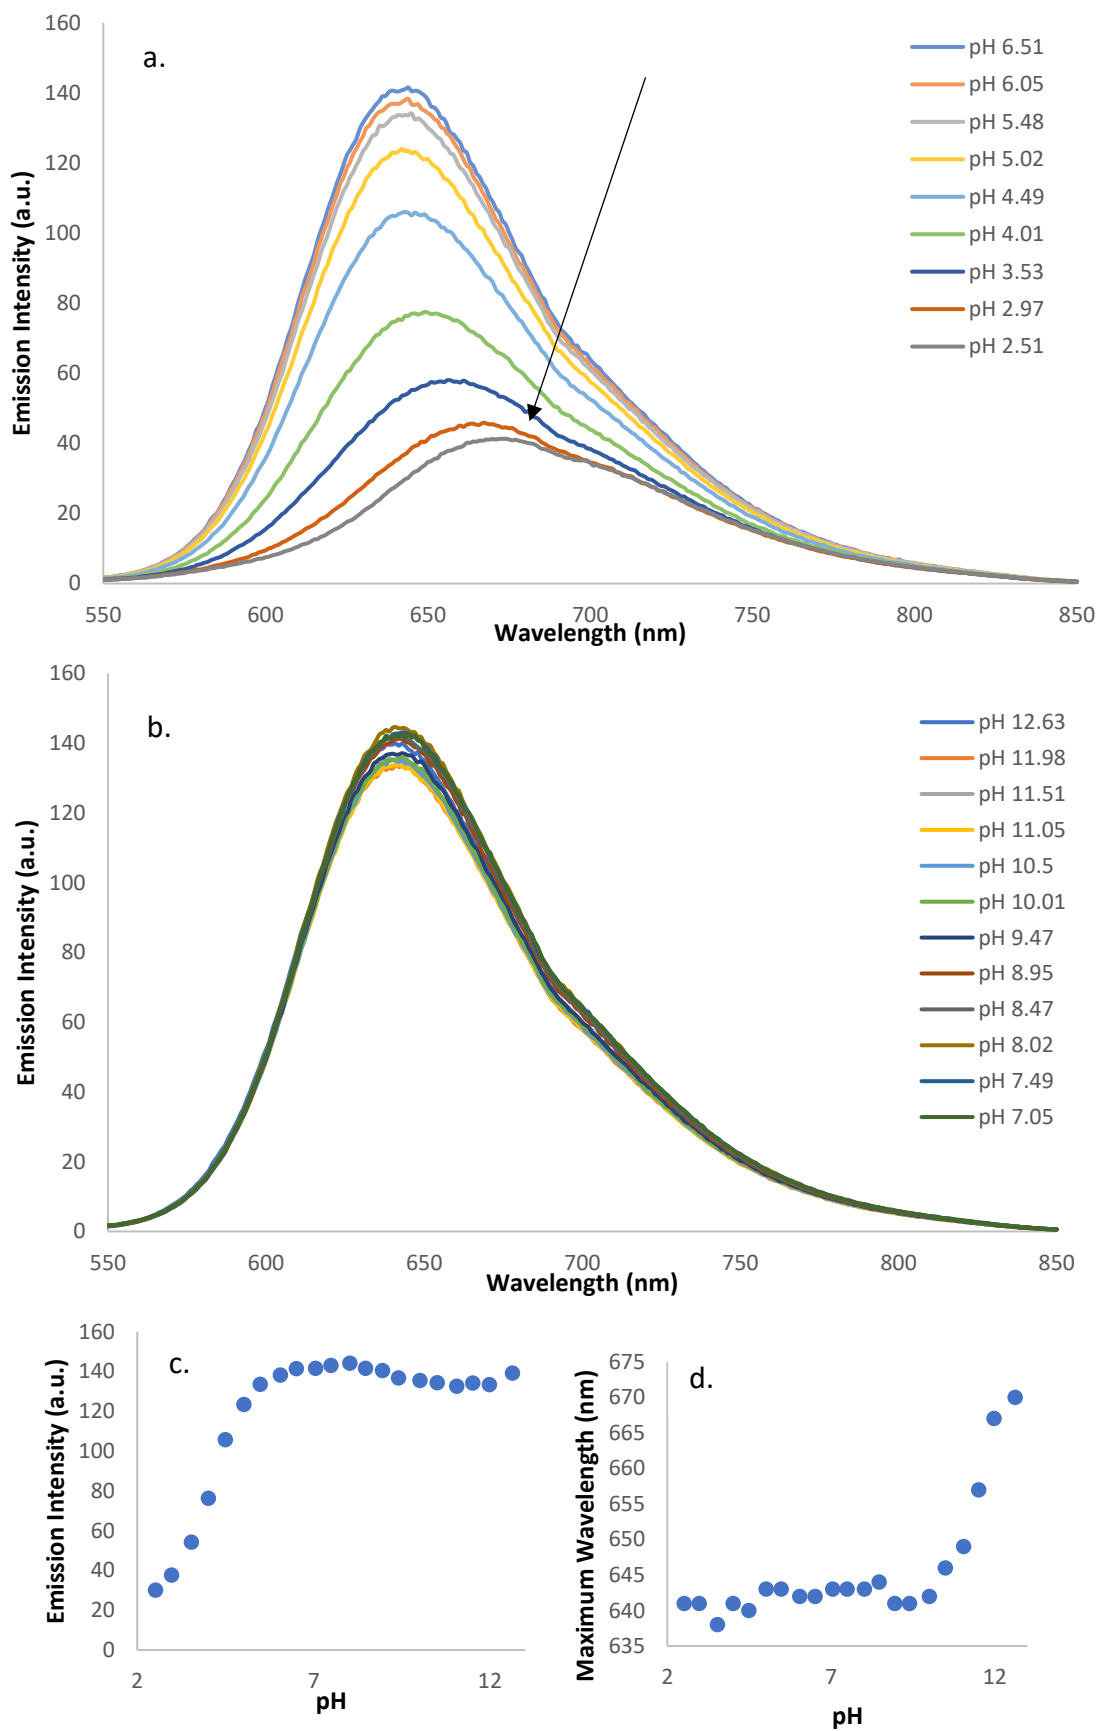 a.
Emission Intensity (a.u.)
160
140
120
100
80
60
40
20
0
pH 6.51
pH 6.05
pH 5.48
pH 5.02
pH 4.49
pH 4.01
pH 3.53
pH 2.97
pH 2.51
550
600
650
700
750
800
850
Wavelength (nm)
b.
Emission Intensity (a.u.)
160
140
120
100
80
60
40
20
0
pH 12.63
pH 11.98
pH 11.51
pH 11.05
pH 10.5
pH 10.01
pH 9.47
pH 8.95
pH 8.47
pH 8.02
pH 7.49
pH 7.05
550
600
650
700
750
800
850
Wavelength (nm)
c.
Emission Intensity (a.u.)
160
140
120
100
80
60
40
20
0
2
7
12
pH
d.
Maximum Wavelength (nm)
675
670
665
660
655
650
645
640
635
2
7
12
pH